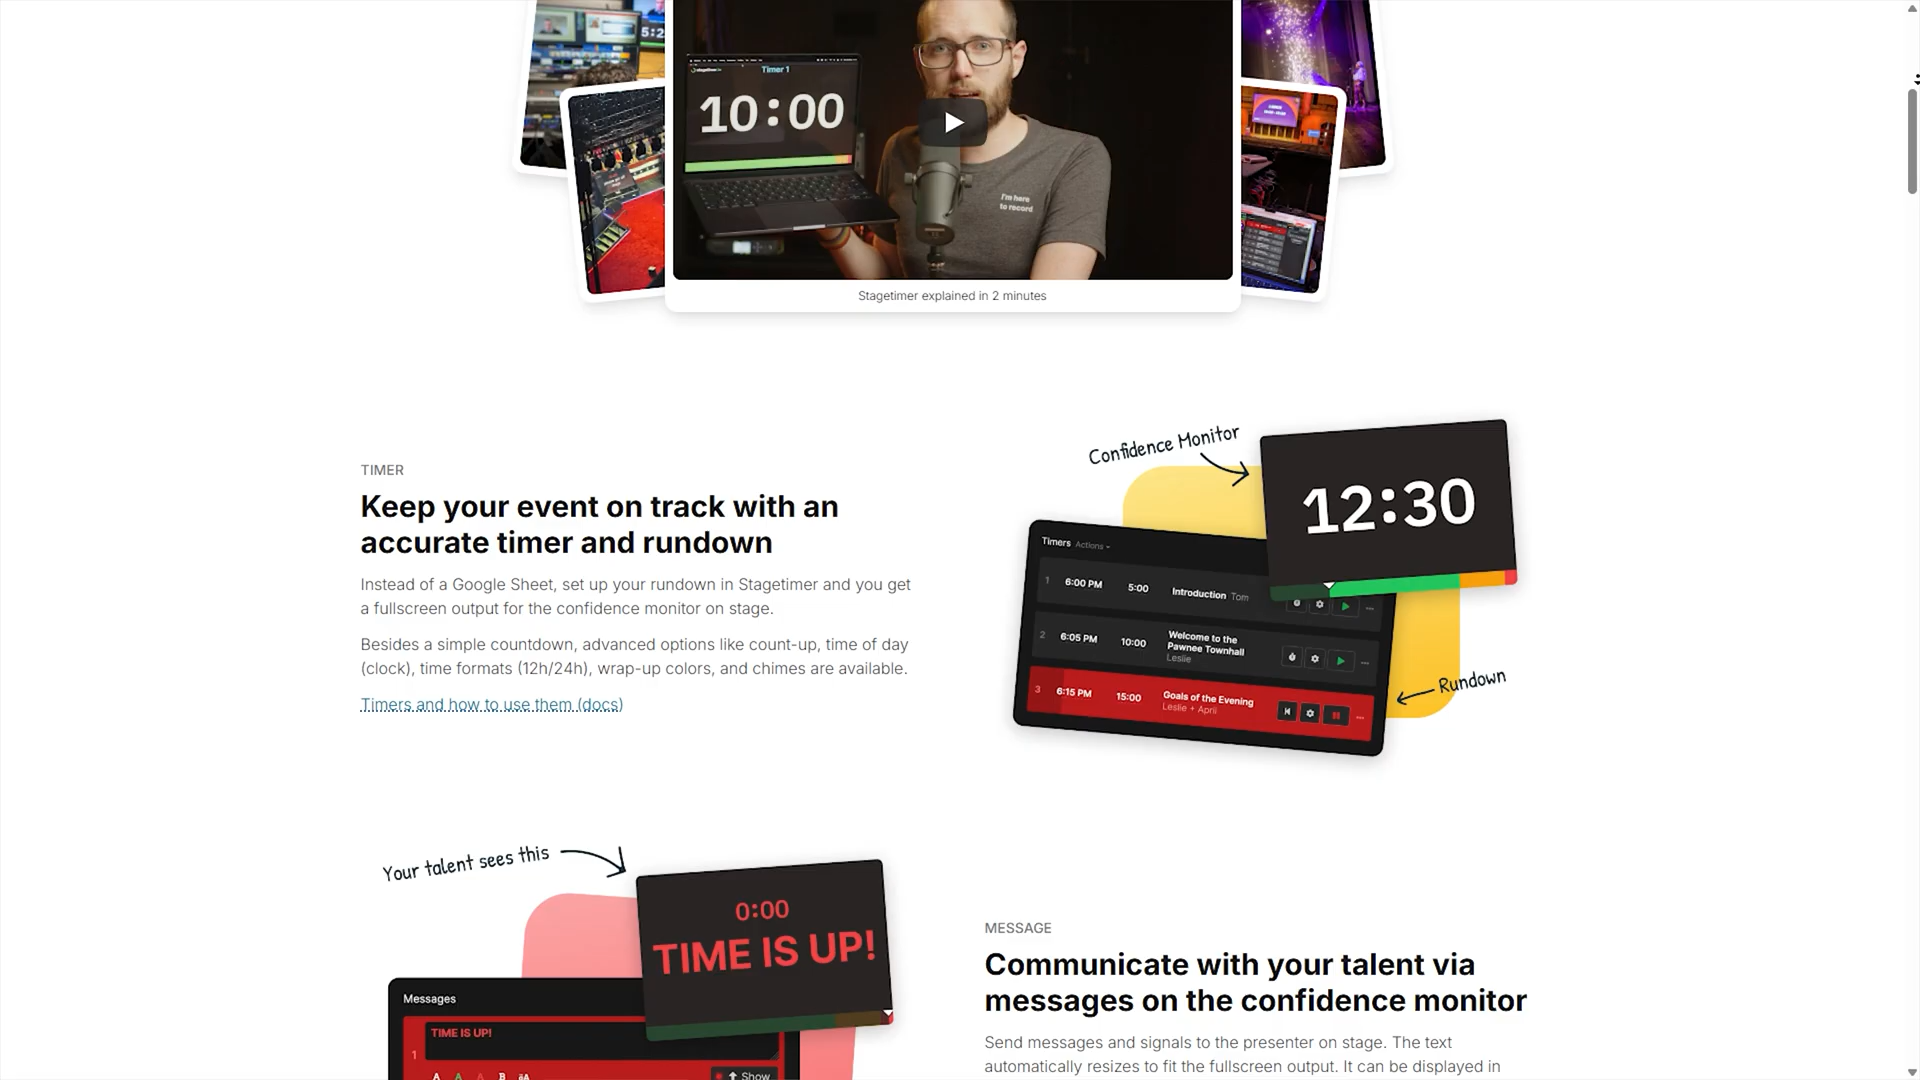 Timer 1
10:00
I'm here
to record
Stagetimer explained in 2 minutes
Confidence Monitor
12:30
TIMER
Keep your event on track with an
accurate timer and rundown
Instead of a Google Sheet, set up your rundown in Stagetimer and you get
a fullscreen output for the confidence monitor on stage.
Besides a simple countdown, advanced options like count-up, time of day
(clock), time formats (12h/24h), wrap-up colors, and chimes are available.
Timers and how to use them (docs)
Timers Actions
1 6:00 PM 5:00 Introduction Tom
2 6:05 PM 10:00 Welcome to the
Pawnee Townhall
Leslie
3 6:15 PM 15:00 Goals of the Evening
Leslie + April
Rundown
Your talent sees this
0:00
TIME IS UP!
Messages
TIME IS UP!
1
A A A B aA Show
MESSAGE
Communicate with your talent via
messages on the confidence monitor
Send messages and signals to the presenter on stage. The text
automatically resizes to fit the fullscreen output. It can be displayed in